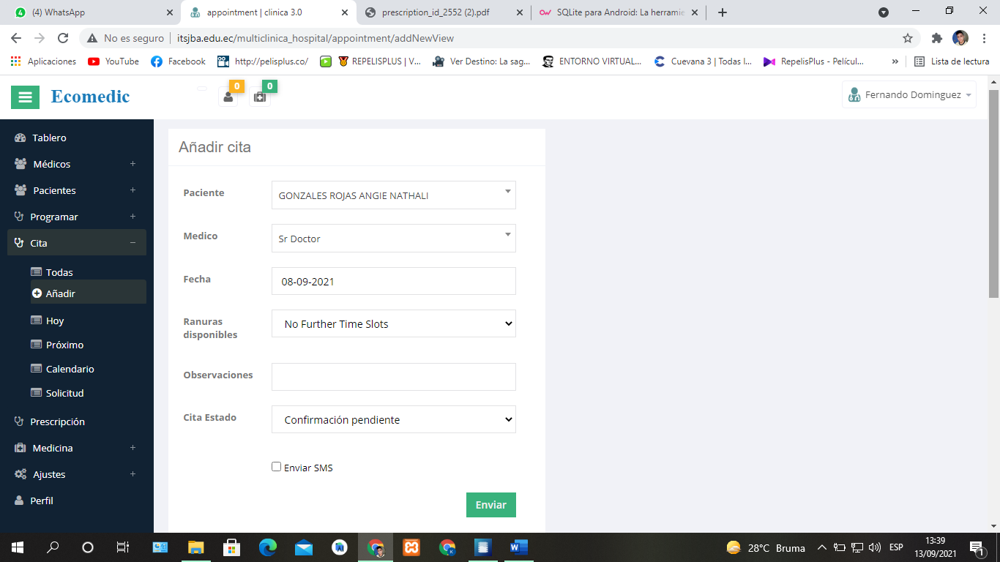 (4) WhatsApp
appointment | clinica 3.0
prescription_id_2552 (2).pdf
SQLite para Android: La herramie
No es seguro
itsjba.edu.ec/multiclinica_hospital/appointment/addNewView
Aplicaciones
YouTube
Facebook
http://pelisplus.co/
REPELISPLUS | V...
Ver Destino: La sag...
ENTORNO VIRTUAL...
Cuevana 3 | Todas l...
RepelisPlus - Películ...
»
Lista de lectura
Ecomedic
0
0
Fernando Dominguez
Tablero
Médicos
Pacientes
Programar
Cita
Todas
Añadir
Hoy
Próximo
Calendario
Solicitud
Prescripción
Medicina
Ajustes
Perfil
Añadir cita
Paciente
GONZALES ROJAS ANGIE NATHALI
Medico
Sr Doctor
Fecha
08-09-2021
Ranuras
disponibles
No Further Time Slots
Observaciones
Cita Estado
Confirmación pendiente
Enviar SMS
Enviar
28°C Bruma
ESP
13:39
13/09/2021
1